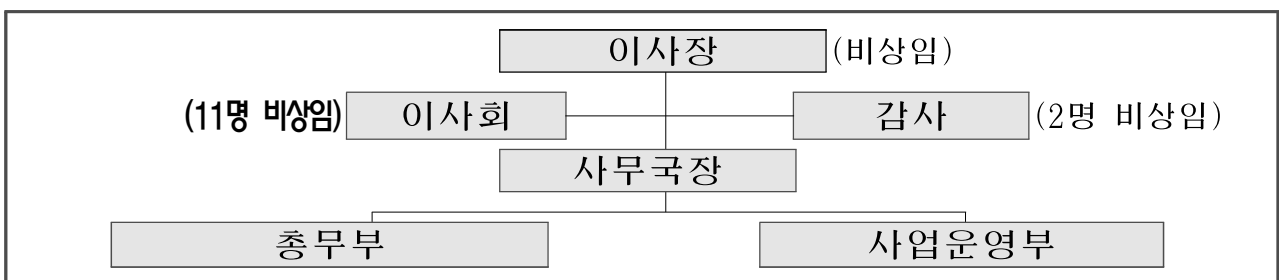 이사장 (비상임)
(11명 비상임) 이사회 감사 (2명 비상임)
사무국장
총무부 사업운영부